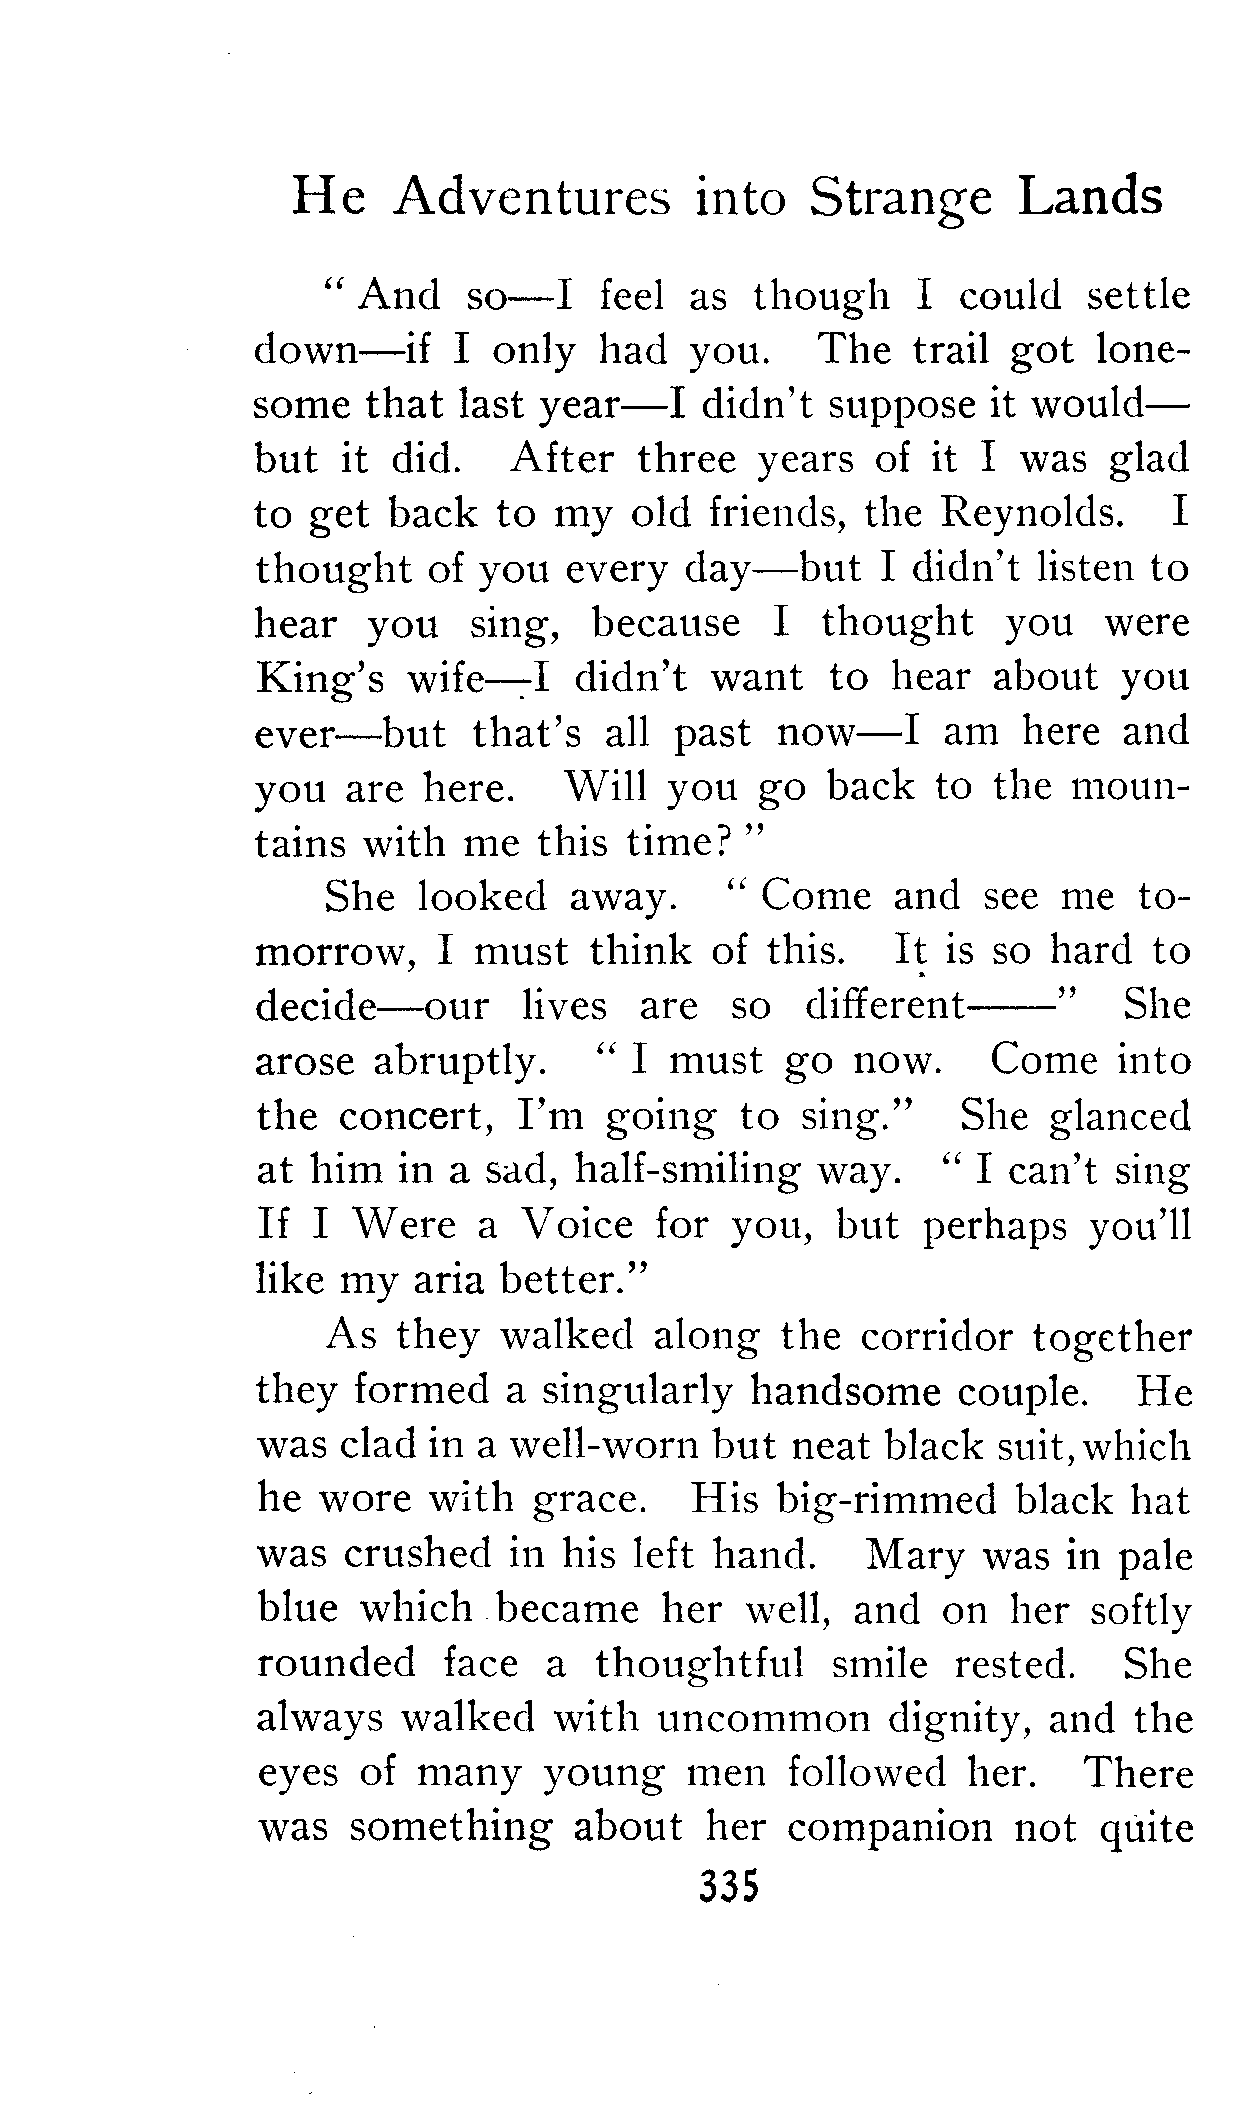 He Adventures into Strange Lands
" And so—I feel as though I could settle
down—if I only had you. The trail got lone-
some that last year—I didn't suppose it would—
but it did. After three years of it I was glad
to get back to my old friends, the Reynolds. I
thought of you every day—but I didn't listen to
hear you sing, because I thought you were
King's wife—I didn't want to hear about you
ever—but that's all past now—I am here and
you are here. Will you go back to the moun-
tains with me this time? "
She looked away. " Come and see me to-
morrow, I must think of this. It is so hard to
decide—our lives are so different——" She
arose abruptly. " I must go now. Come into
the concert, I'm going to sing." She glanced
at him in a sad, half-smiling way. " I can't sing
If I Were a Voice for you, but perhaps you'll
like my aria better."
As they walked along the corridor together
they formed a singularly handsome couple. He
was clad in a well-worn but neat black suit, which
he wore with grace. His big-rimmed black hat
was crushed in his left hand. Mary was in pale
blue which became her well, and on her softly
rounded face a thoughtful smile rested. She
always walked with uncommon dignity, and the
eyes of many young men followed her. There
was something about her companion not quite
335